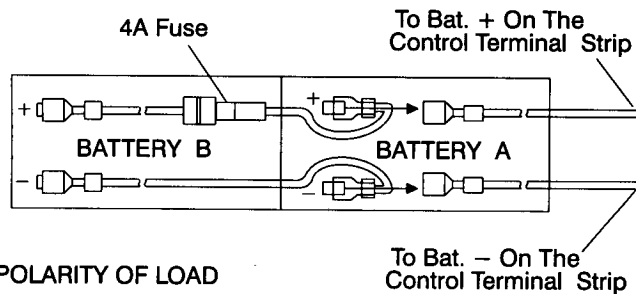 4A Fuse
To Bat. + On The
Control Terminal Strip
+
+
BATTERY B
BATTERY A
-
-
To Bat. - On The
Control Terminal Strip
POLARITY OF LOAD